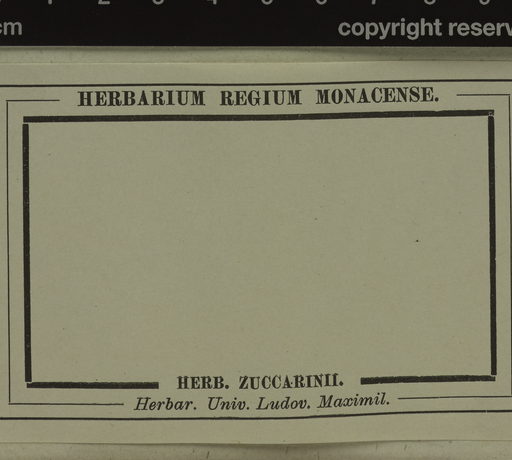 cm
copyright reserv
HERBARIUM REGIUM MONACENSE.
HERB. ZUCCARINII.
Herbar. Univ. Ludov. Maximil.